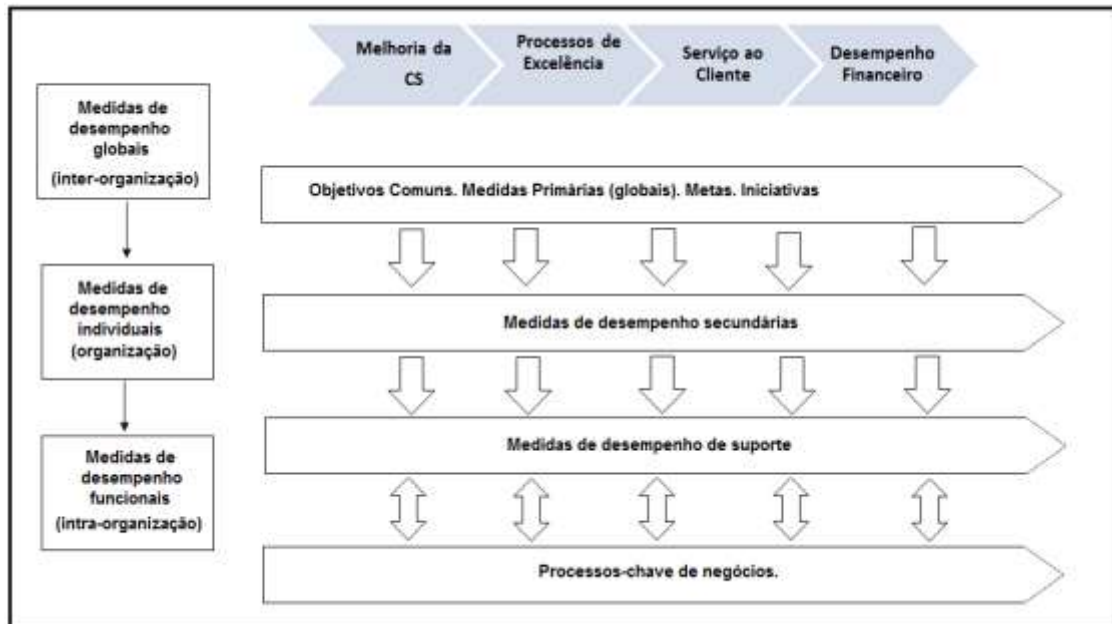 Melhoria da
CS
Processos de
Excelência
Serviço ao
Cliente
Desempenho
Financeiro
Medidas de
desempenho
globais
(inter-organização)
Objetivos Comuns. Medidas Primárias (globais). Metas. Iniciativas
Medidas de
desempenho
individuais
(organização)
Medidas de desempenho secundárias
Medidas de desempenho de suporte
Medidas de
desempenho
funcionais
(intra-organização)
Processos-chave de negócios.